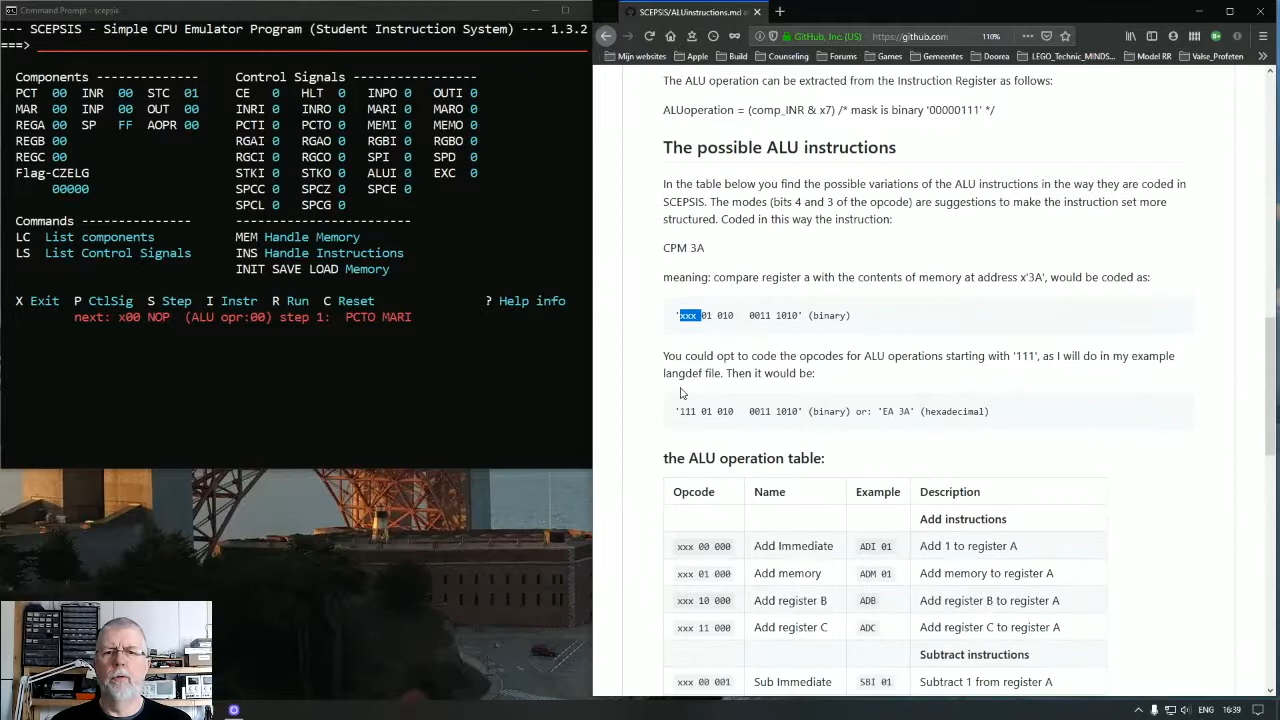 Command Prompt - scepsis
--- SCEPSIS - Simple CPU Emulator Program (Student Instruction System) --- 1.3.2
===>
Components --------------
PCT 00 INR 00 STC 01
MAR 00 INP 00 OUT 00
REGA 00 SP FF AOPR 00
REGB 00
REGC 00
Flag-CZELG
00000
Control Signals ----------------
CE 0 HLT 0 INPO 0 OUTI 0
INRI 0 INRO 0 MARI 0 MARO 0
PCTI 0 PCTO 0 MEMI 0 MEMO 0
RGAI 0 RGAO 0 RGBI 0 RGBO 0
RGCI 0 RGCO 0 SPI 0 SPD 0
STKI 0 STKO 0 ALUI 0 EXC 0
SPCC 0 SPCZ 0 SPCE 0
SPCL 0 SPCG 0
Commands --------------
LC List components
LS List Control Signals
-----------------------
MEM Handle Memory
INS Handle Instructions
INIT SAVE LOAD Memory
X Exit P CtlSig S Step I Instr R Run C Reset ? Help info
next: x00 NOP (ALU opr:00) step 1: PCTO MARI
SCEPSIS/ALUinstructions.md a
GitHub, Inc. (US)
https://github.com
110%
Mijn websites Apple Build Counseling Forums Games Gemeentes Doorea LEGO_Technic_MINDS... Model RR Valse_Profeten
The ALU operation can be extracted from the Instruction Register as follows:
ALUoperation = (comp_INR & x7) /* mask is binary '00000111' */
The possible ALU instructions
In the table below you find the possible variations of the ALU instructions in the way they are coded in
SCEPSIS. The modes (bits 4 and 3 of the opcode) are suggestions to make the instruction set more
structured. Coded in this way the instruction:
CPM 3A
meaning: compare register a with the contents of memory at address x'3A', would be coded as:
'xxx 01 010 0011 1010' (binary)
You could opt to code the opcodes for ALU operations starting with '111', as I will do in my example
langdef file. Then it would be:
'111 01 010 0011 1010' (binary) or: 'EA 3A' (hexadecimal)
the ALU operation table:
Opcode Name Example Description
Add instructions
xxx 00 000 Add Immediate ADI 01 Add 1 to register A
xxx 01 000 Add memory ADM 01 Add memory to register A
xxx 10 000 Add register B ADB Add register B to register A
xxx 11 000 Add register C ADC Add register C to register A
Subtract instructions
xxx 00 001 Sub Immediate SBI 01 Subtract 1 from register A
ENG 16:39